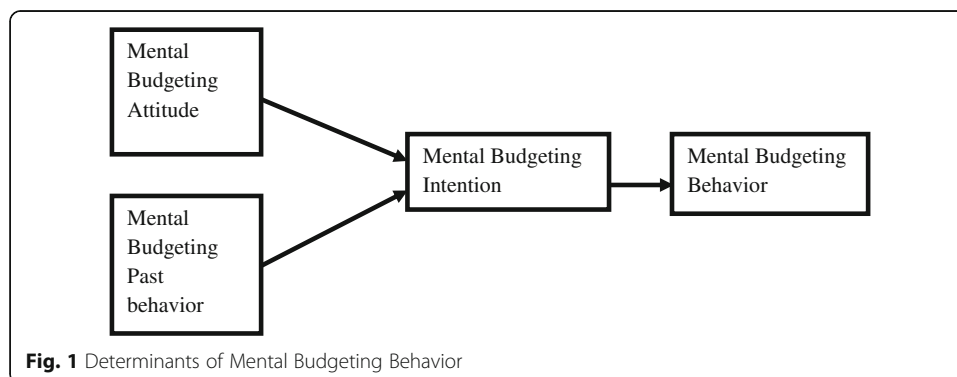 Mental
Budgeting
Attitude
Mental
Budgeting
Past
behavior
Mental Budgeting
Intention
Mental Budgeting
Behavior
Fig. 1 Determinants of Mental Budgeting Behavior